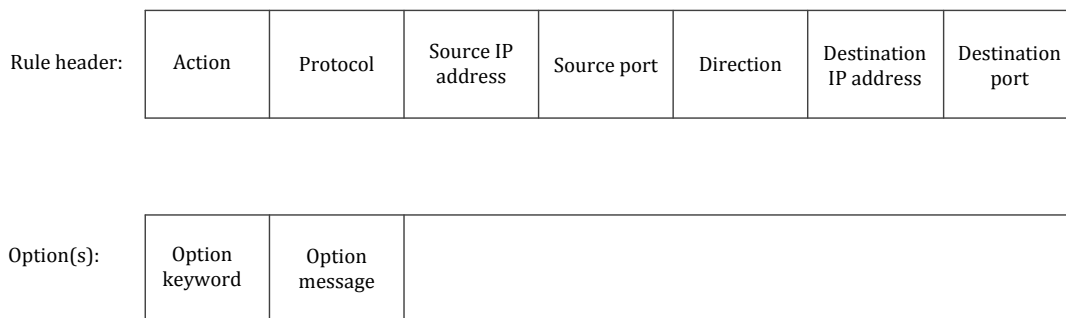 Rule header:
Action
Protocol
Source IP
address
Source port
Direction
Destination
IP address
Destination
port
Option(s):
Option
keyword
Option
message